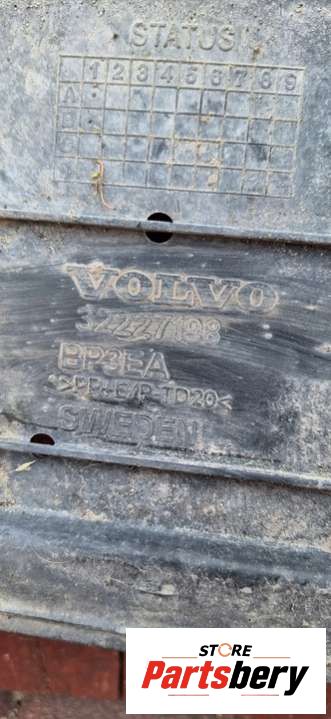 STATUS
1 2 3 4 5 6 7 8 9
A
VOLVO
32227198
BP3EA
>PP+E/P-TD20<
SWEDEN
STORE
Partsbery